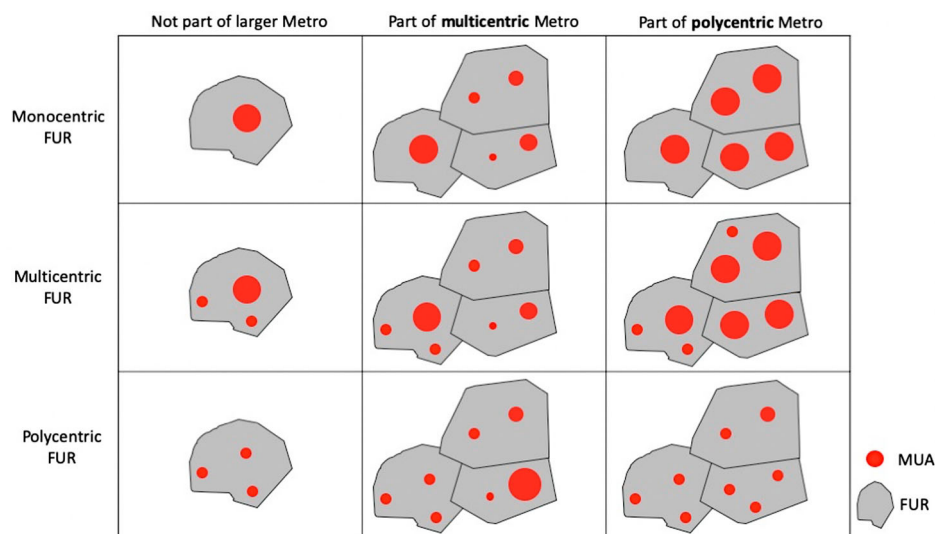 Not part of larger Metro
Part of multicentric Metro
Part of polycentric Metro
Monocentric
FUR
Multicentric
FUR
Polycentric
FUR
MUA
FUR